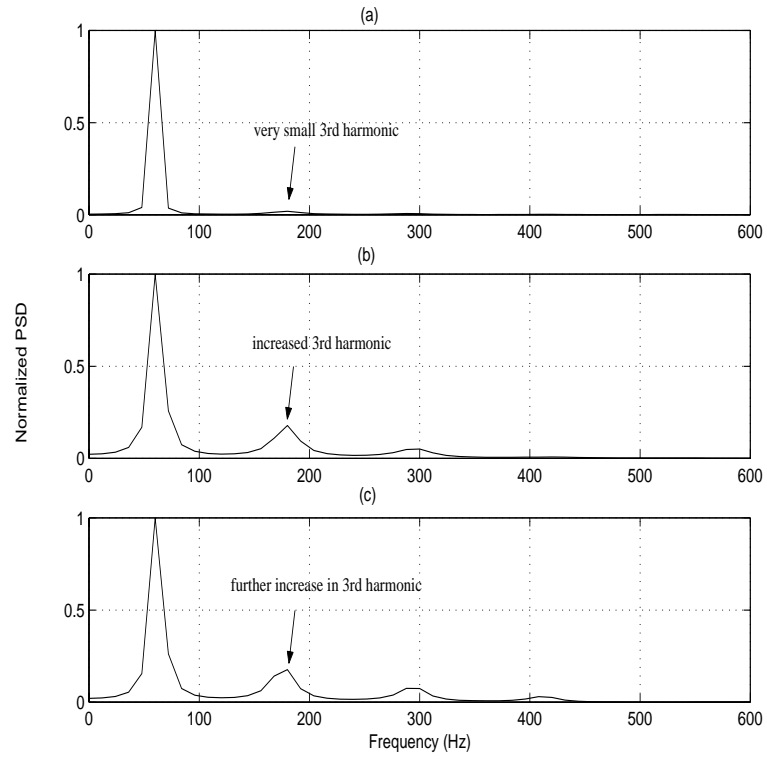 (a)
1
0.5
0
very small 3rd harmonic
0 100 200 300 400 500 600
(b)
Normalized PSD
1
0.5
0
increased 3rd harmonic
0 100 200 300 400 500 600
(c)
1
0.5
0
further increase in 3rd harmonic
0 100 200 300 400 500 600
Frequency (Hz)